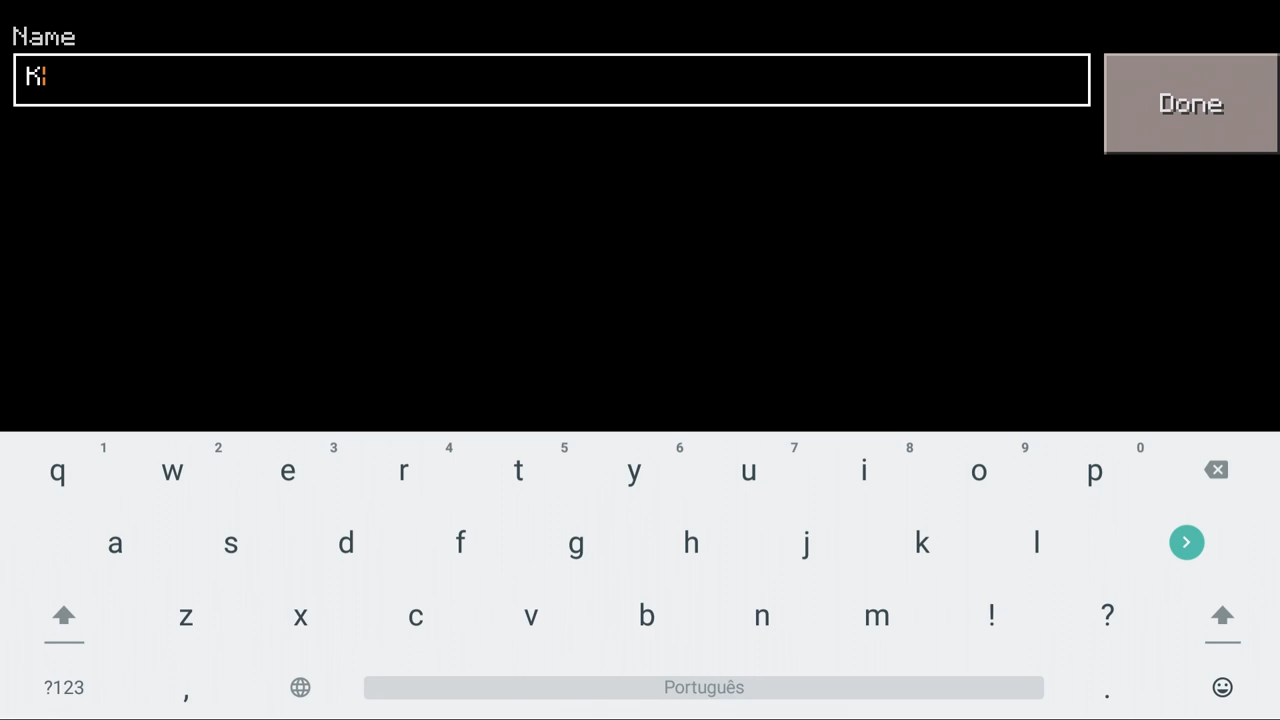 Name
K
Done
1 2 3 4 5 6 7 8 9 0
q w e r t y u i o p
a s d f g h j k l
z x c v b n m ! ?
?123 , Português .